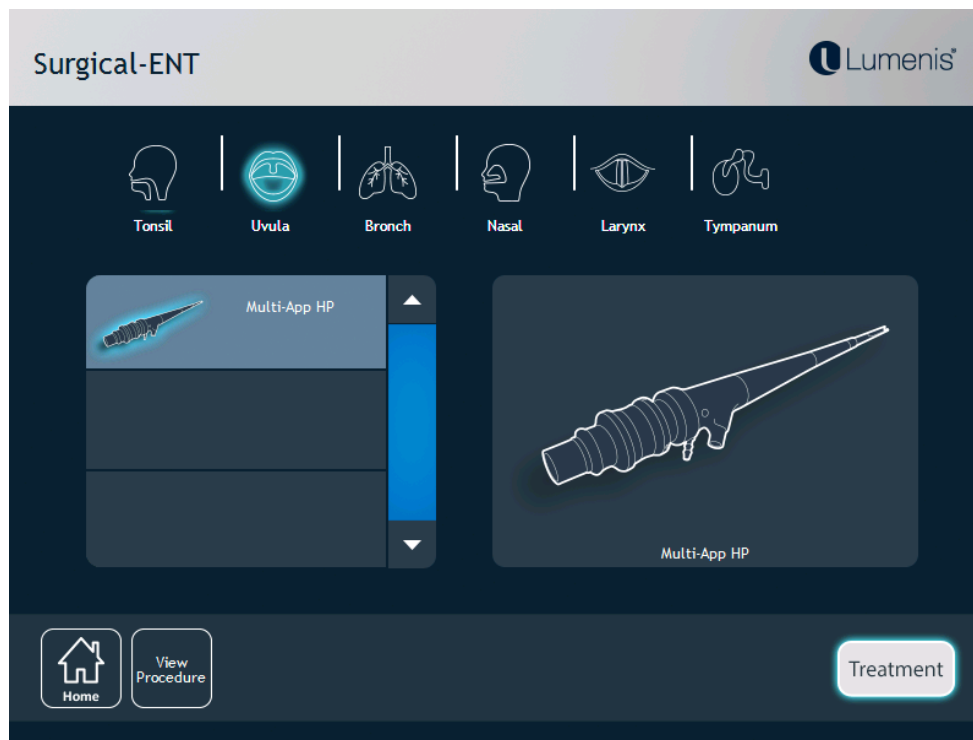 Surgical-ENT
Lumenis®
Tonsil
Uvula
Bronch
Nasal
Larynx
Tympanum
Multi-App HP
Multi-App HP
Home
View
Procedure
Treatment